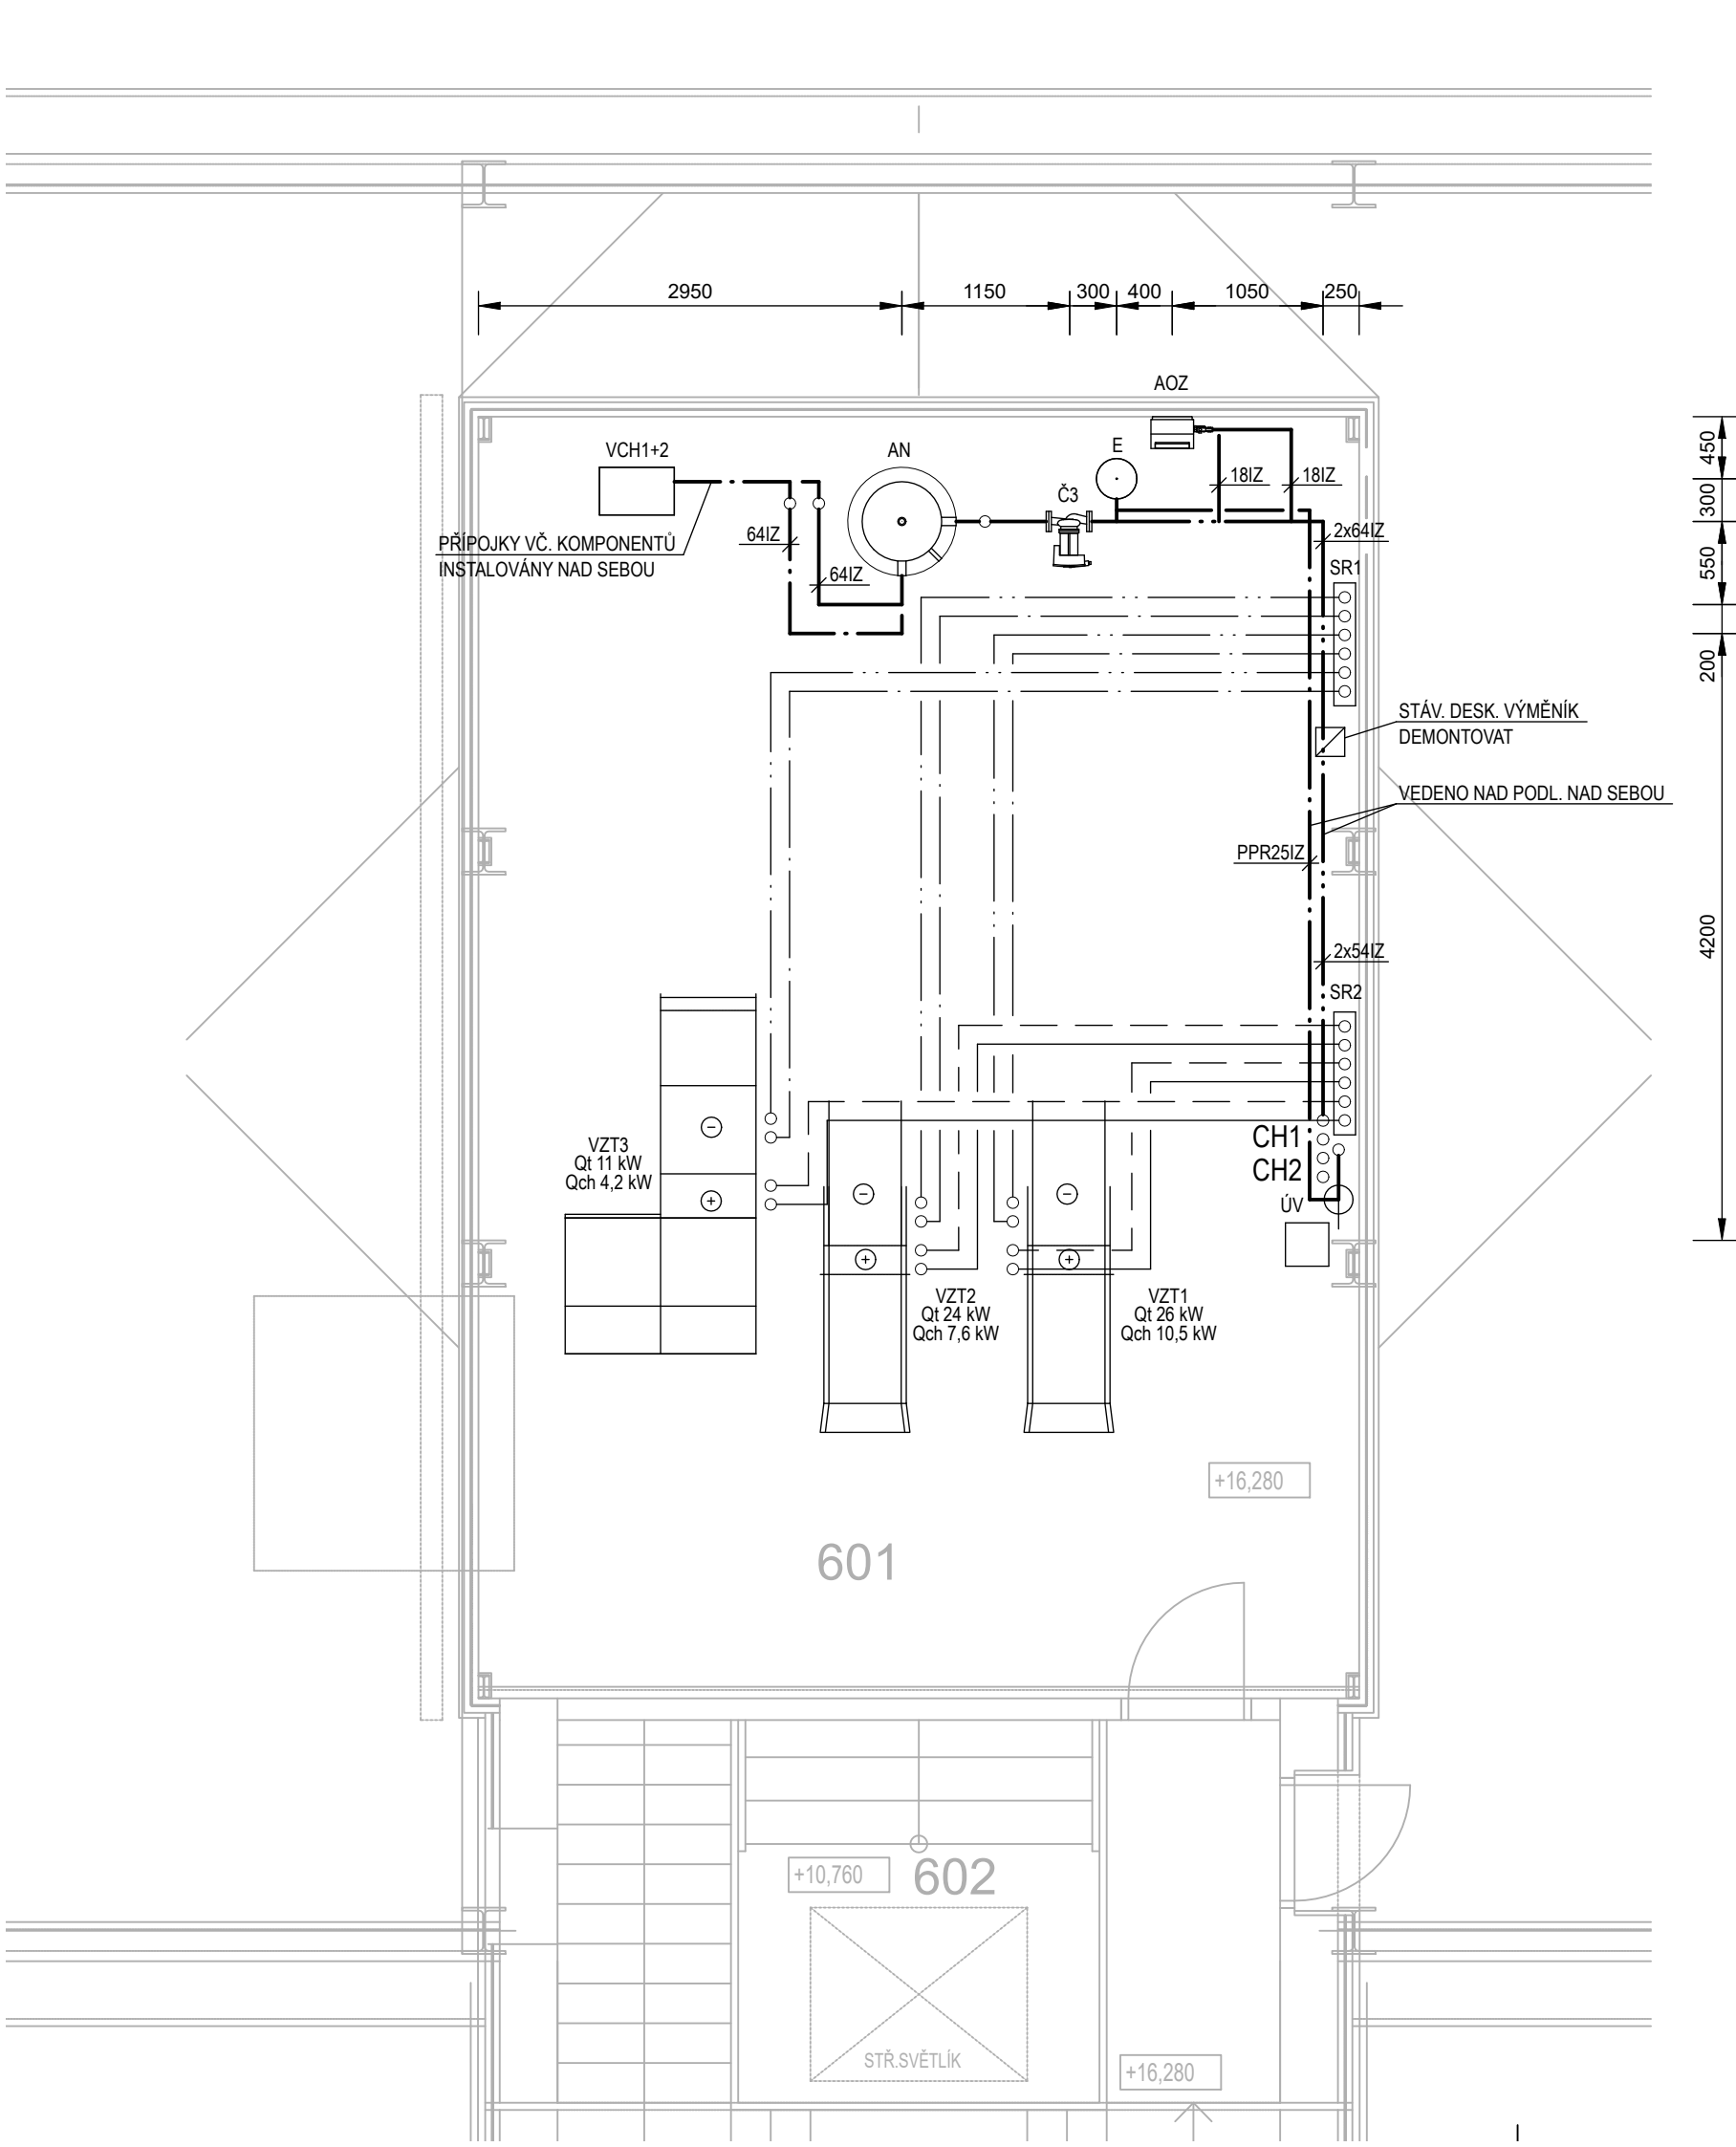 2950
1150
300
400
1050
250
AOZ
VCH1+2
AN
E
Č3
18IZ
18IZ
450
300
550
200
4200
64IZ
64IZ
2x64IZ
PŘÍPOJKY VČ. KOMPONENTŮ
INSTALOVÁNY NAD SEBOU
SR1
STÁV. DESK. VÝMĚNÍK
DEMONTOVAT
VEDENO NAD PODL. NAD SEBOU
PPR25IZ
2x54IZ
SR2
CH1
CH2
ÚV
VZT3
Qt 11 kW
Qch 4,2 kW
VZT2
Qt 24 kW
Qch 7,6 kW
VZT1
Qt 26 kW
Qch 10,5 kW
+16,280
601
+10,760
602
STŘ.SVĚTLÍK
+16,280